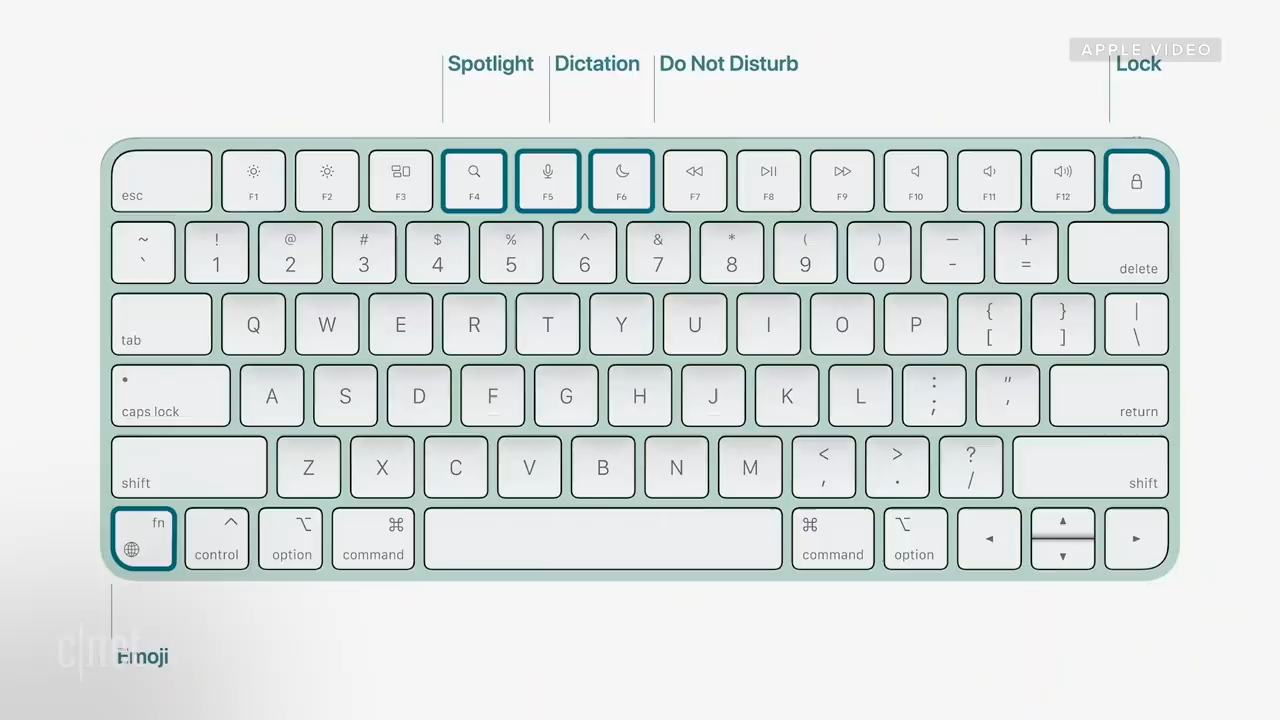 APPLE VIDEO
Spotlight Dictation Do Not Disturb Lock
esc F1 F2 F3 F4 F5 F6 F7 F8 F9 F10 F11 F12
~ ! @ # $ % ^ & * ( ) — +
` 1 2 3 4 5 6 7 8 9 0 - = delete
tab Q W E R T Y U I O P { [ } ] | \
caps lock A S D F G H J K L : ; " ' return
shift Z X C V B N M < , > . ? / shift
fn ^ ⌥ ⌘ ⌘ ⌥
control option command command option
c|net
Emoji